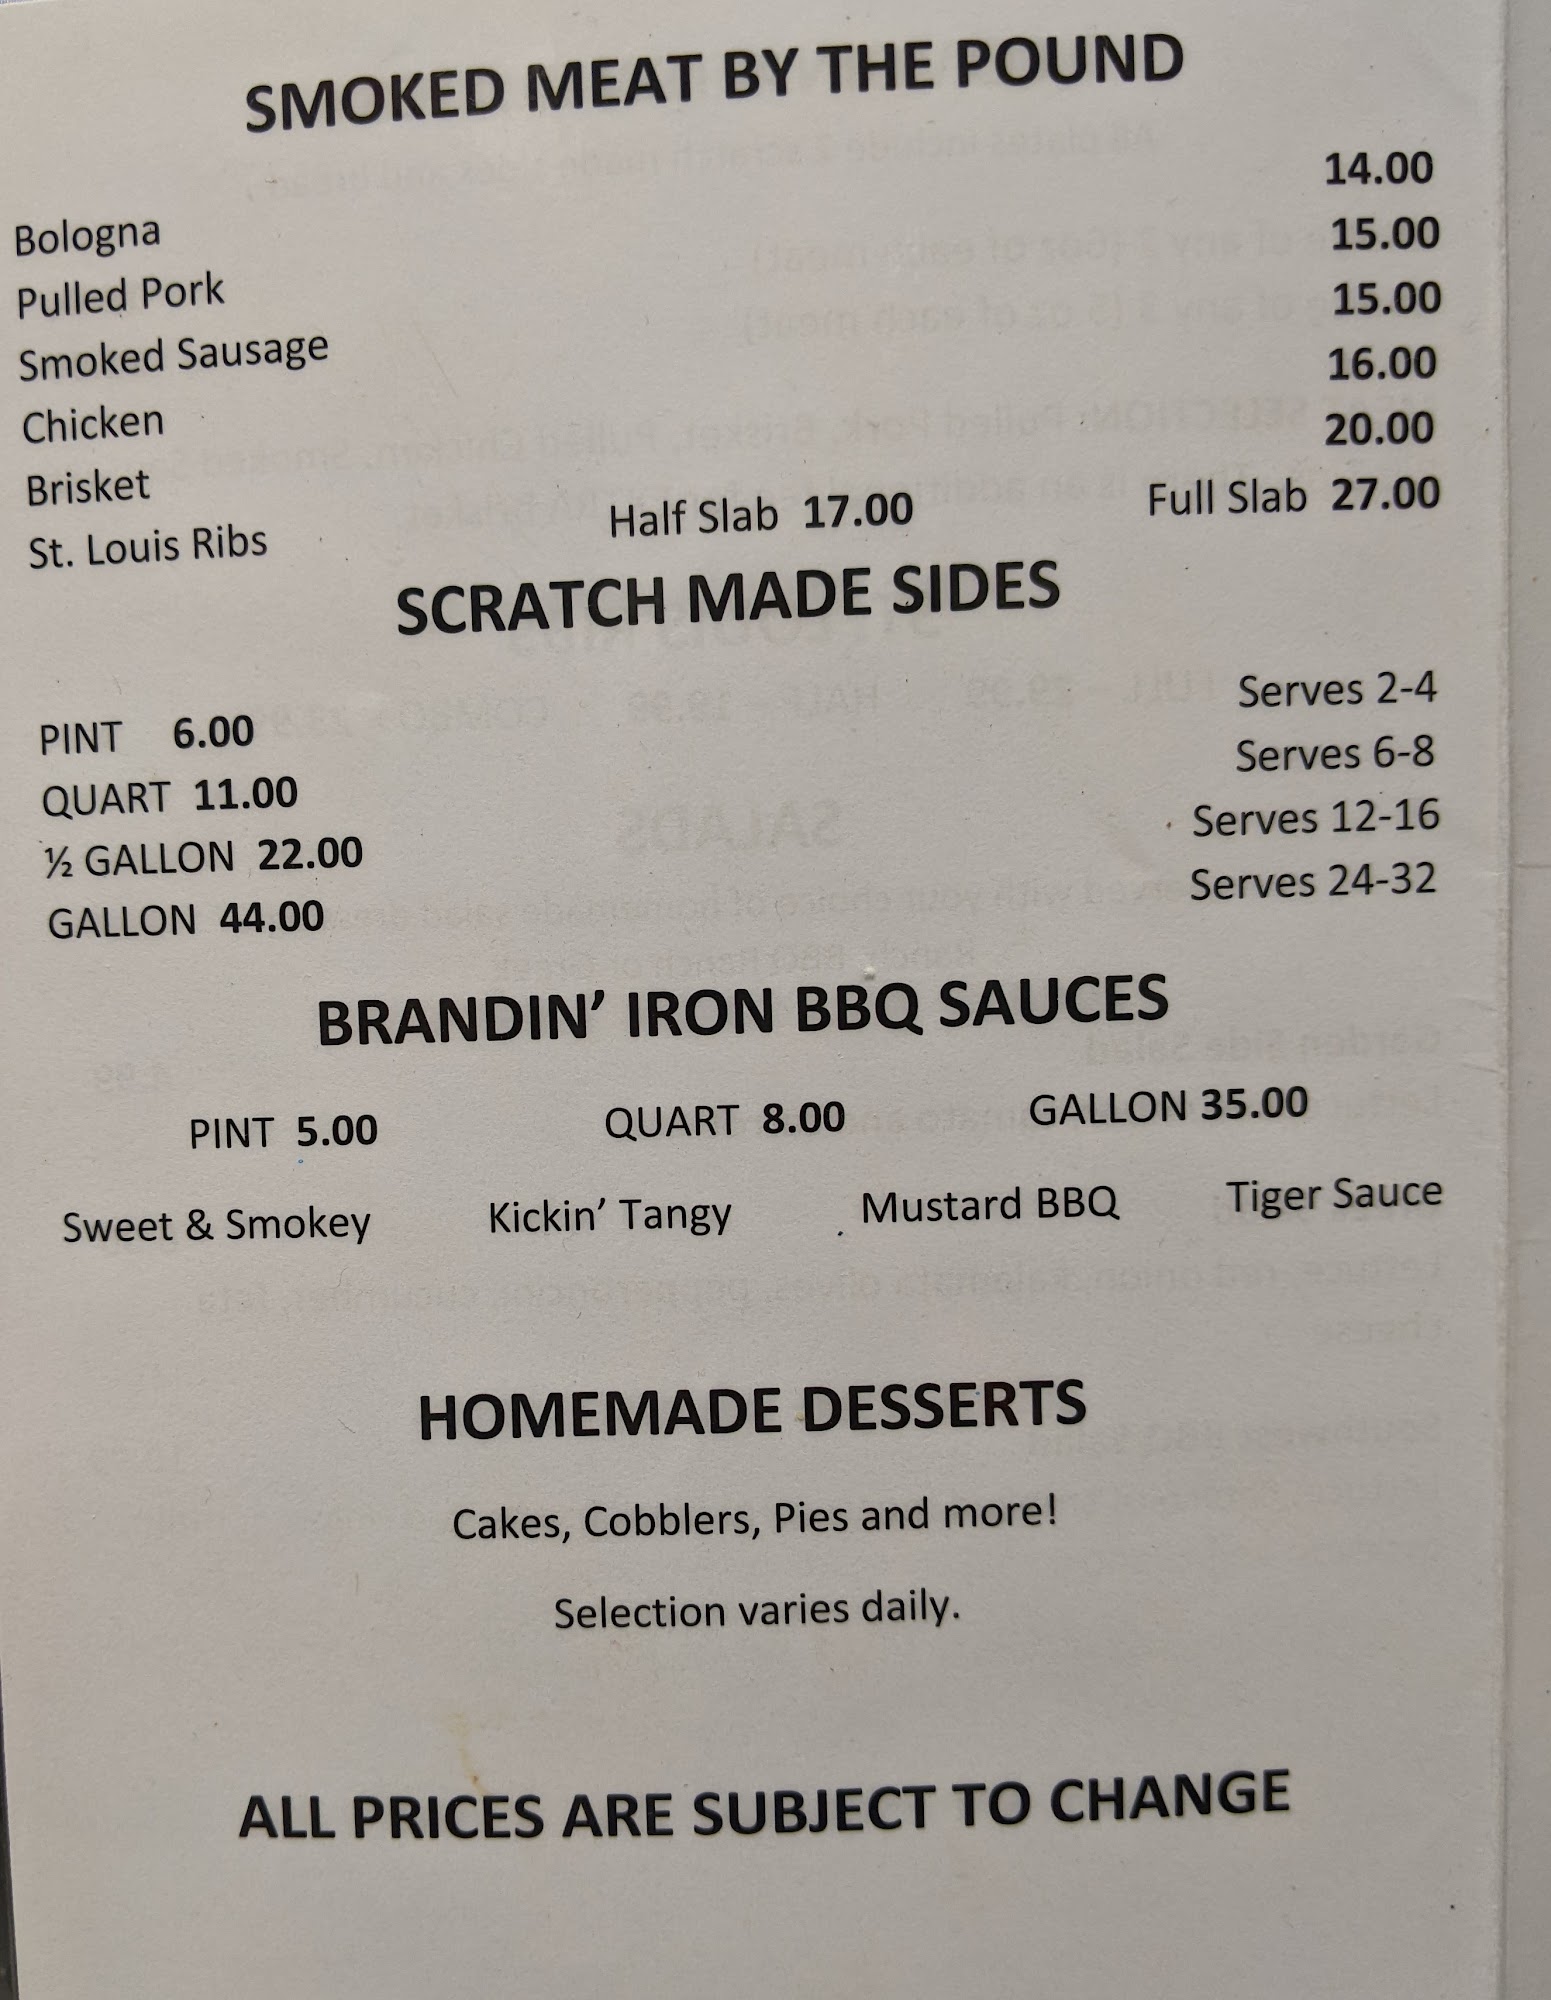 SMOKED MEAT BY THE POUND
Bologna 14.00
Pulled Pork 15.00
Smoked Sausage 15.00
Chicken 16.00
Brisket 20.00
St. Louis Ribs Half Slab 17.00 Full Slab 27.00
SCRATCH MADE SIDES
PINT 6.00 Serves 2-4
QUART 11.00 Serves 6-8
½ GALLON 22.00 Serves 12-16
GALLON 44.00 Serves 24-32
BRANDIN’ IRON BBQ SAUCES
PINT 5.00 QUART 8.00 GALLON 35.00
Sweet & Smokey Kickin’ Tangy Mustard BBQ Tiger Sauce
HOMEMADE DESSERTS
Cakes, Cobblers, Pies and more!
Selection varies daily.
ALL PRICES ARE SUBJECT TO CHANGE